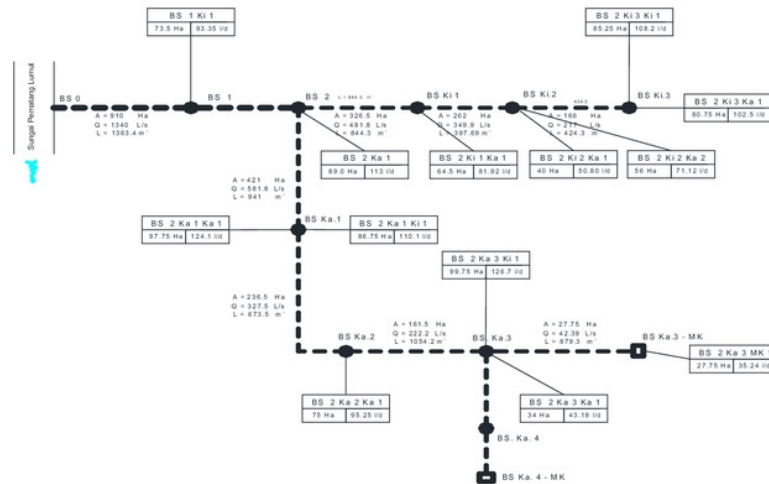 BS 1 Ki 1
73.5 Ha 93.35 l/d
BS 2 Ki 3 Ki 1
85.25 Ha 108.2 l/d
Sungai Pematang Lumul
BS 0
BS 1
BS 2
L = 844.3 m'
BS Ki 1
BS Ki.2
424.3
BS Ki.3
A = 910 Ha
Q = 1340 L/s
L = 1363.4 m'
A = 326.5 Ha
Q = 481.8 L/s
L = 844.3 m'
A = 262 Ha
Q = 349.9 L/s
L = 397.69 m'
A = 166 Ha
Q = 217 L/s
L = 424.3 m'
BS 2 Ki 3 Ka 1
80.75 Ha 102.5 l/d
BS 2 Ka 1
89.0 Ha 113 l/d
BS 2 Ki 1 Ka 1
64.5 Ha 81.92 l/d
BS 2 Ki 2 Ka 1
40 Ha 50.80 l/d
BS 2 Ki 2 Ka 2
56 Ha 71.12 l/d
A = 421 Ha
Q = 581.8 L/s
L = 941 m'
BS Ka.1
BS 2 Ka 1 Ka 1
97.75 Ha 124.1 l/d
BS 2 Ka 1 Ki 1
86.75 Ha 110.1 l/d
BS 2 Ka 3 Ki 1
99.75 Ha 126.7 l/d
A = 236.5 Ha
Q = 327.5 L/s
L = 673.5 m'
BS Ka.2
A = 161.5 Ha
Q = 222.2 L/s
L = 1054.2 m'
BS. Ka.3
A = 27.75 Ha
Q = 42.39 L/s
L = 879.3 m'
BS Ka.3 - MK
BS 2 Ka 3 MK 1
27.75 Ha 35.24 l/d
BS 2 Ka 2 Ka 1
75 Ha 95.25 l/d
BS 2 Ka 3 Ka 1
34 Ha 43.18 l/d
BS. Ka. 4
BS Ka. 4 - MK